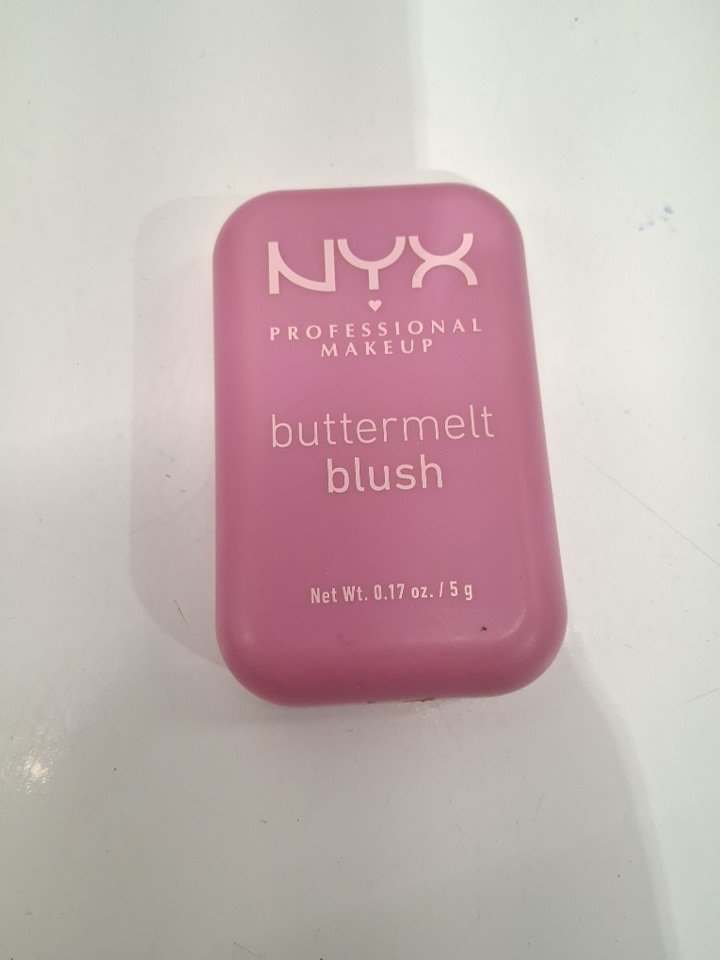 NYX
PROFESSIONAL
MAKEUP
buttermelt
blush
Net Wt. 0.17 oz. / 5 g